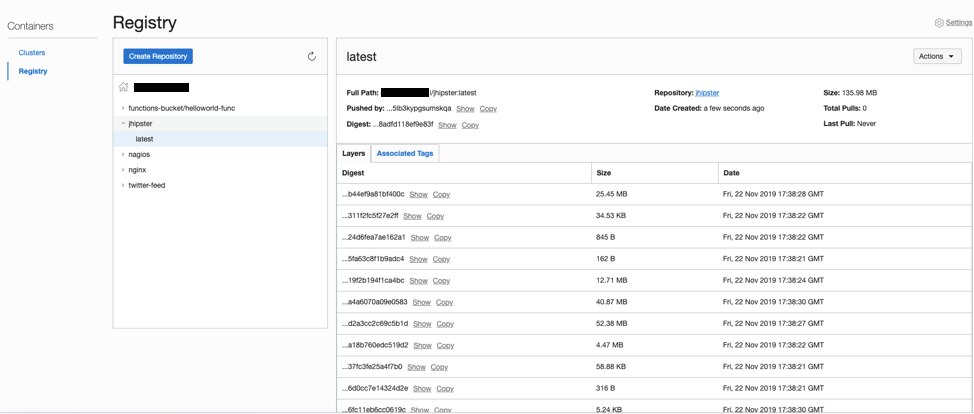 Containers
Clusters
Registry
Registry
Settings
Create Repository
functions-bucket/helloworld-func
jhipster
latest
nagios
nginx
twitter-feed
latest
Actions
Full Path: /jhipster:latest
Pushed by: ...5lb3kypgsumskqa Show Copy
Digest: ...8adfd118ef9e83f Show Copy
Repository: jhipster
Date Created: a few seconds ago
Size: 135.98 MB
Total Pulls: 0
Last Pull: Never
Layers Associated Tags
Digest Size Date
...b44ef9a81bf400c Show Copy 25.45 MB Fri, 22 Nov 2019 17:38:28 GMT
...311f2fc5f27e2ff Show Copy 34.53 KB Fri, 22 Nov 2019 17:38:22 GMT
...24d6fea7ae162a1 Show Copy 845 B Fri, 22 Nov 2019 17:38:22 GMT
...5fa63c8f1b9adc4 Show Copy 162 B Fri, 22 Nov 2019 17:38:21 GMT
...19f2b194f1ca4bc Show Copy 12.71 MB Fri, 22 Nov 2019 17:38:24 GMT
...a4a6070a09e0583 Show Copy 40.87 MB Fri, 22 Nov 2019 17:38:30 GMT
...d2a3cc2c69c5b1d Show Copy 52.38 MB Fri, 22 Nov 2019 17:38:27 GMT
...a18b760edc519d2 Show Copy 4.47 MB Fri, 22 Nov 2019 17:38:22 GMT
...37fc3fe25a4f7b0 Show Copy 58.88 KB Fri, 22 Nov 2019 17:38:21 GMT
...6d0cc7e14324d2e Show Copy 316 B Fri, 22 Nov 2019 17:38:21 GMT
...6fc11eb6cc0619c Show Copy 5.24 KB Fri, 22 Nov 2019 17:38:21 GMT